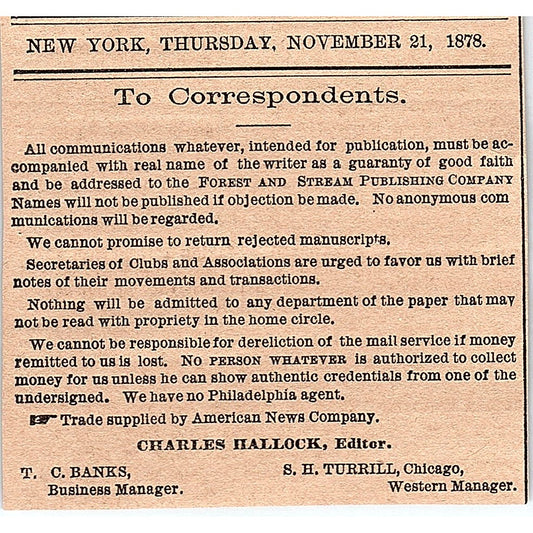 NEW YORK, THURSDAY, NOVEMBER 21, 1878.
To Correspondents.
All communications whatever, intended for publication, must be ac-
companied with real name of the writer as a guaranty of good faith
and be addressed to the FOREST AND STREAM PUBLISHING COMPANY
Names will not be published if objection be made. No anonymous com
munications will be regarded.
We cannot promise to return rejected manuscripts.
Secretaries of Clubs and Associations are urged to favor us with brief
notes of their movements and transactions.
Nothing will be admitted to any department of the paper that may
not be read with propriety in the home circle.
We cannot be responsible for dereliction of the mail service if money
remitted to us is lost. NO PERSON WHATEVER is authorized to collect
money for us unless he can show authentic credentials from one of the
undersigned. We have no Philadelphia agent.
☞ Trade supplied by American News Company.
CHARLES HALLOCK, Editor.
T. C. BANKS, S. H. TURRILL, Chicago,
Business Manager. Western Manager.